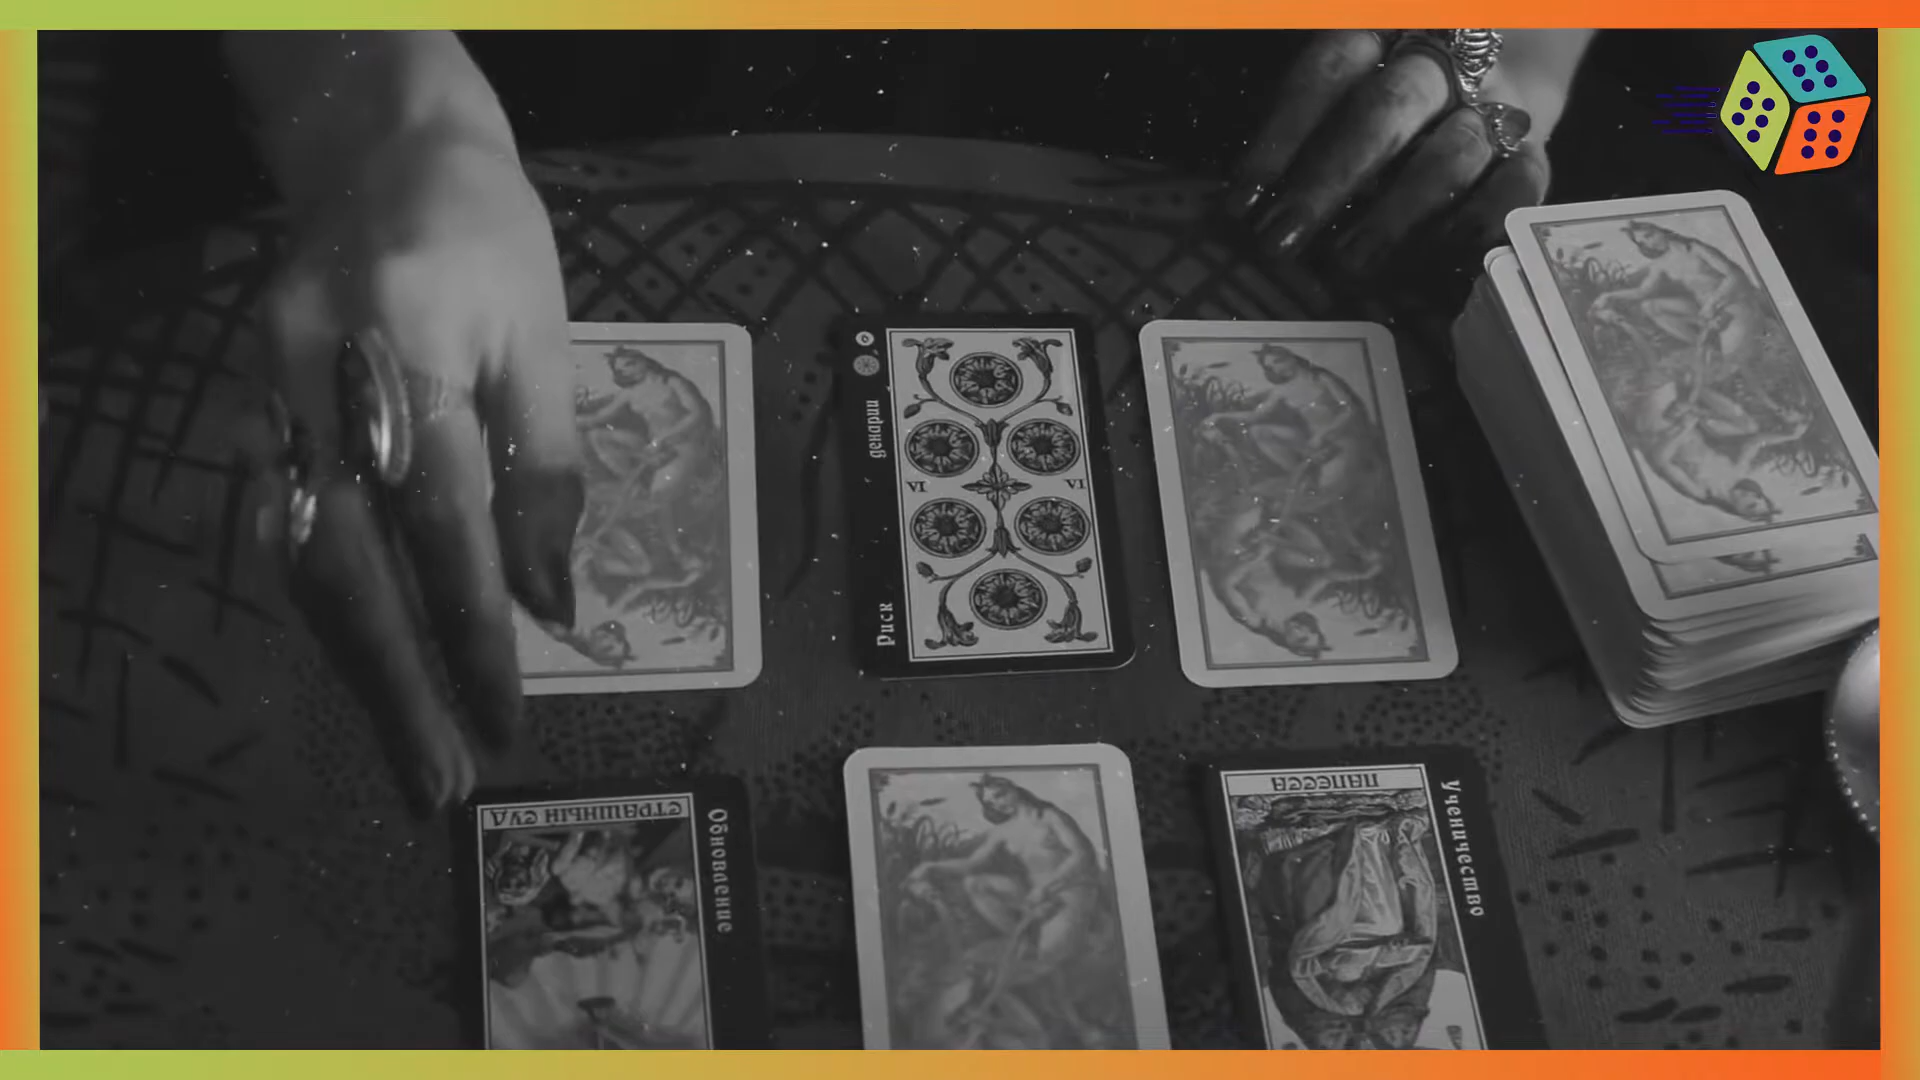 денарии
Риск
VI
VI
СТРАШНЫЙ СУД
Обновление
ПАПЕССА
Ученичество